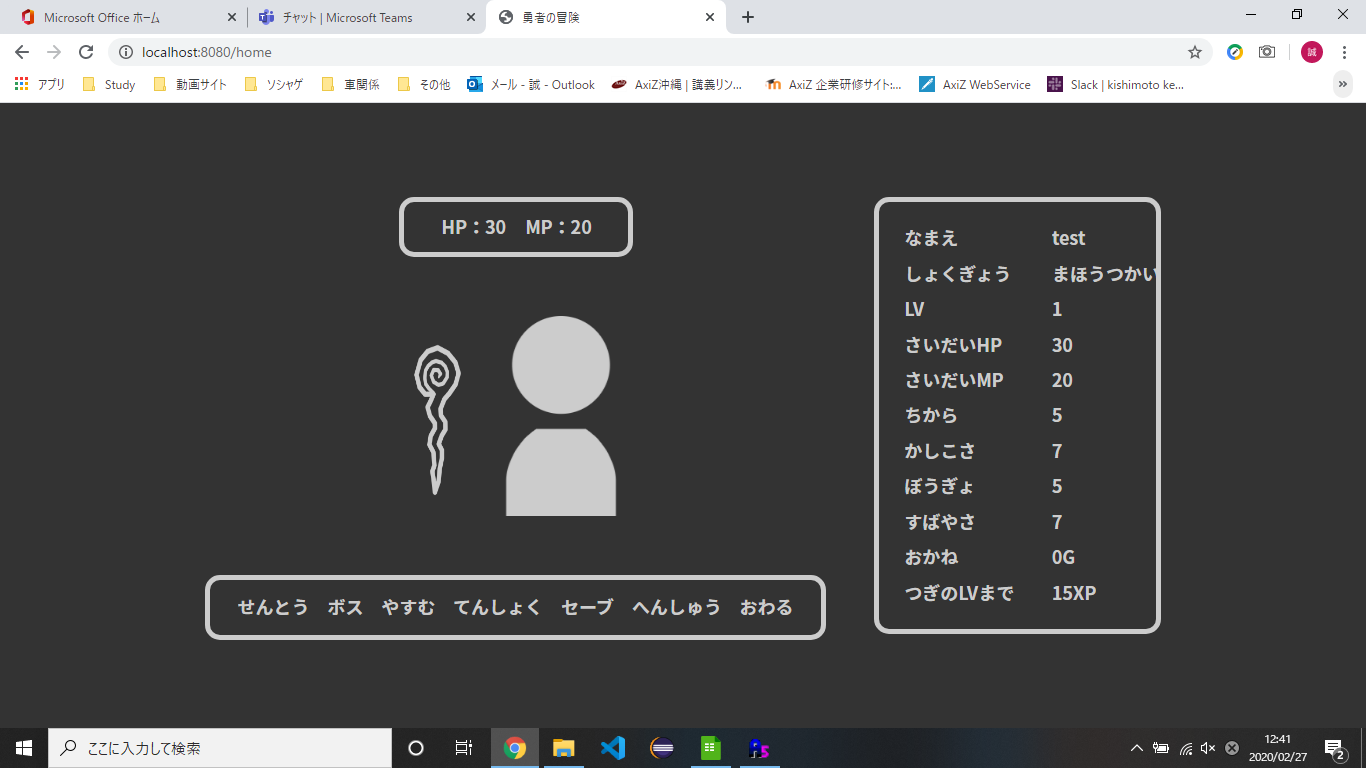 Microsoft Office ホーム
チャット | Microsoft Teams
勇者の冒険
localhost:8080/home
誠
アプリ Study 動画サイト ソシャゲ 車関係 その他 メール - 誠 - Outlook AxiZ沖縄 | 講義リン... AxiZ 企業研修サイト:... AxiZ WebService Slack | kishimoto ke... »
HP：30 MP：20
なまえ test
しょくぎょう まほうつかい
LV 1
さいだいHP 30
さいだいMP 20
ちから 5
かしこさ 7
ぼうぎょ 5
すばやさ 7
おかね 0G
つぎのLVまで 15XP
せんとう ボス やすむ てんしょく セーブ へんしゅう おわる
ここに入力して検索
12:41
2020/02/27
2